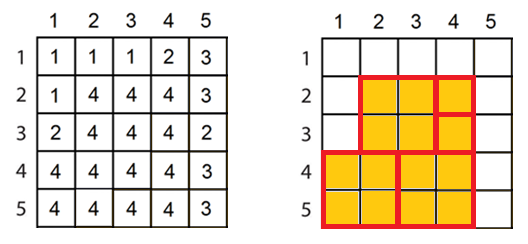 1 2 3 4 5
1 1 1 1 2 3
2 1 4 4 4 3
3 2 4 4 4 2
4 4 4 4 4 3
5 4 4 4 4 3
1 2 3 4 5
1
2
3
4
5